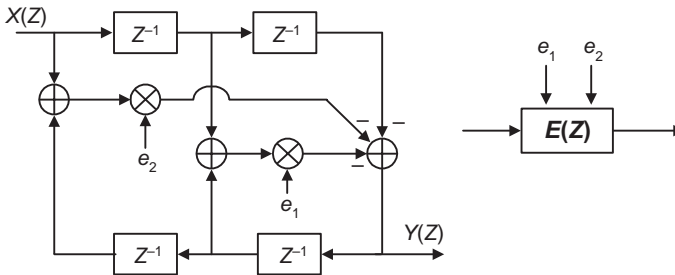 X(Z)
Z⁻¹
Z⁻¹
e₁
e₂
E(Z)
–
–
e₂
–
e₁
Y(Z)
Z⁻¹
Z⁻¹